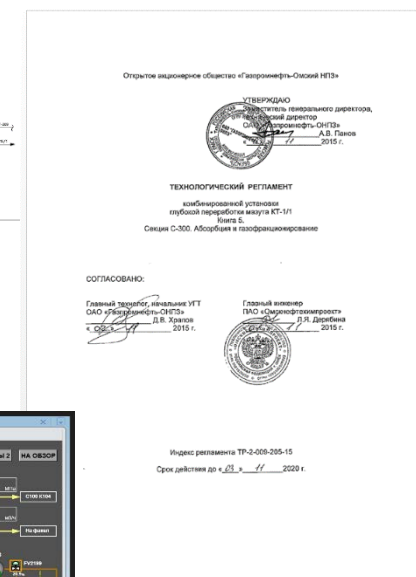 Открытое акционерное общество «Газпромнефть-Омский НПЗ»
УТВЕРЖДАЮ
Заместитель генерального директора,
технический директор
ОАО «Газпромнефть-ОНПЗ»
А.В. Панов
11 2015 г.
ТЕХНОЛОГИЧЕСКИЙ РЕГЛАМЕНТ
комбинированной установки
глубокой переработки мазута КТ-1/1
Книга 5.
Секция С-300. Абсорбция и газофракционирование
СОГЛАСОВАНО:
Главный технолог, начальник УГТ
ОАО «Газпромнефть-ОНПЗ»
Д.В. Храпов
2015 г.
Главный инженер
ПАО «Омскнефтехимпроект»
Л.Я. Дерябина
2015 г.
Индекс регламента ТР-2-009-205-15
Срок действия до « 03 » 11 2020 г.
НА ОБЗОР
С100 К104
На факел
FV2189